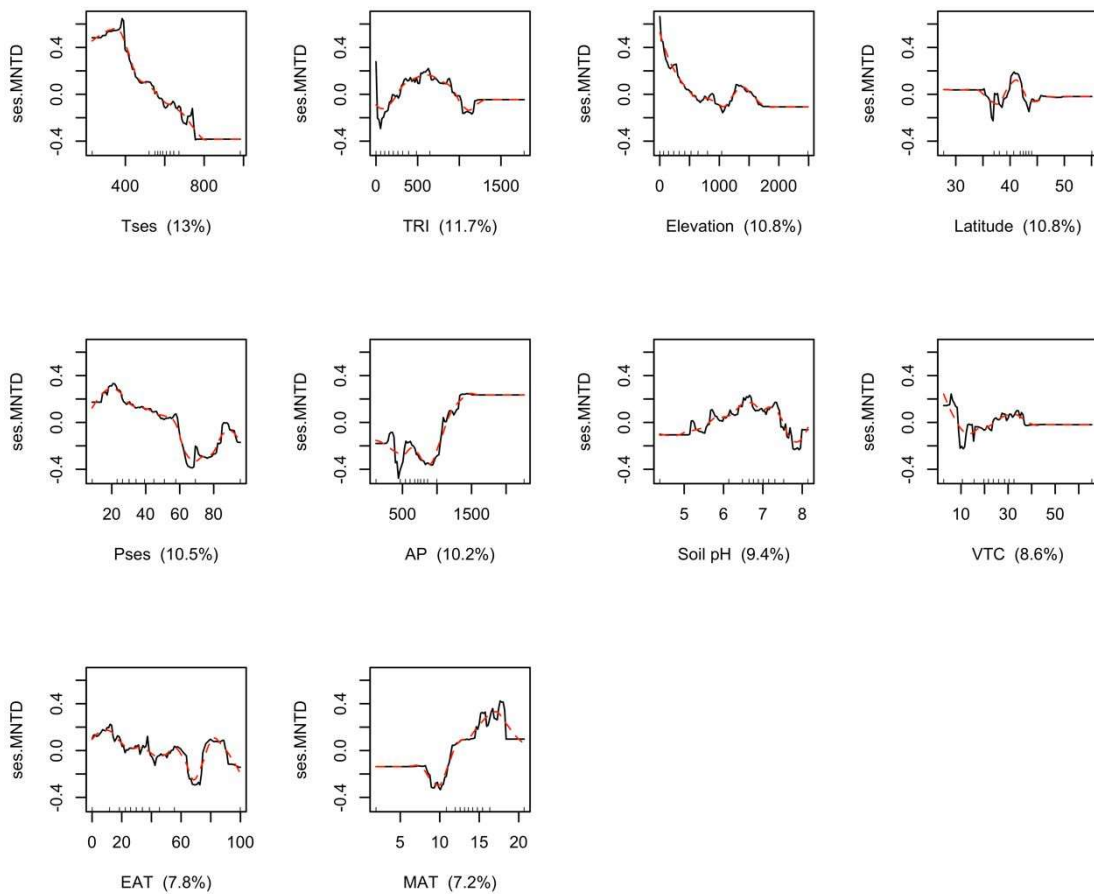 ses.MNTD
-0.4 0.0 0.4
400 800
Tses (13%)
ses.MNTD
-0.4 0.0 0.4
0 500 1500
TRI (11.7%)
ses.MNTD
-0.4 0.0 0.4
0 1000 2000
Elevation (10.8%)
ses.MNTD
-0.4 0.0 0.4
30 40 50
Latitude (10.8%)
ses.MNTD
-0.4 0.0 0.4
20 40 60 80
Pses (10.5%)
ses.MNTD
-0.4 0.0 0.4
500 1500
AP (10.2%)
ses.MNTD
-0.4 0.0 0.4
5 6 7 8
Soil pH (9.4%)
ses.MNTD
-0.4 0.0 0.4
10 30 50
VTC (8.6%)
ses.MNTD
-0.4 0.0 0.4
0 20 60 100
EAT (7.8%)
ses.MNTD
-0.4 0.0 0.4
5 10 15 20
MAT (7.2%)